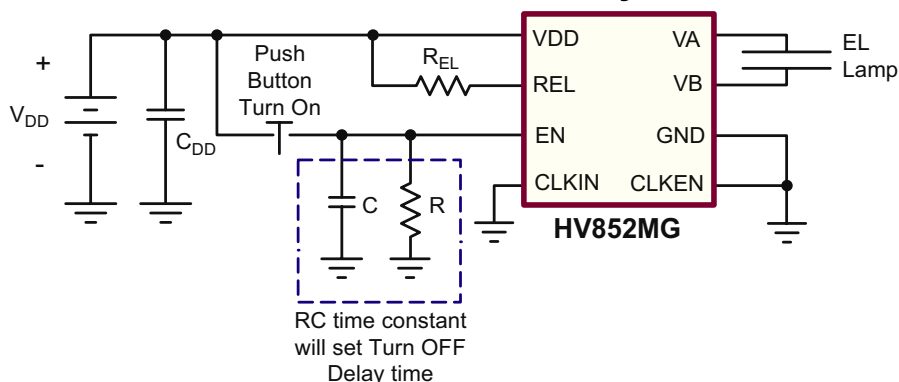 Push
Button
Turn On
+
V_DD
-
C_DD
R_EL
VDD
REL
EN
CLKIN
VA
VB
GND
CLKEN
EL
Lamp
C
R
HV852MG
RC time constant
will set Turn OFF
Delay time